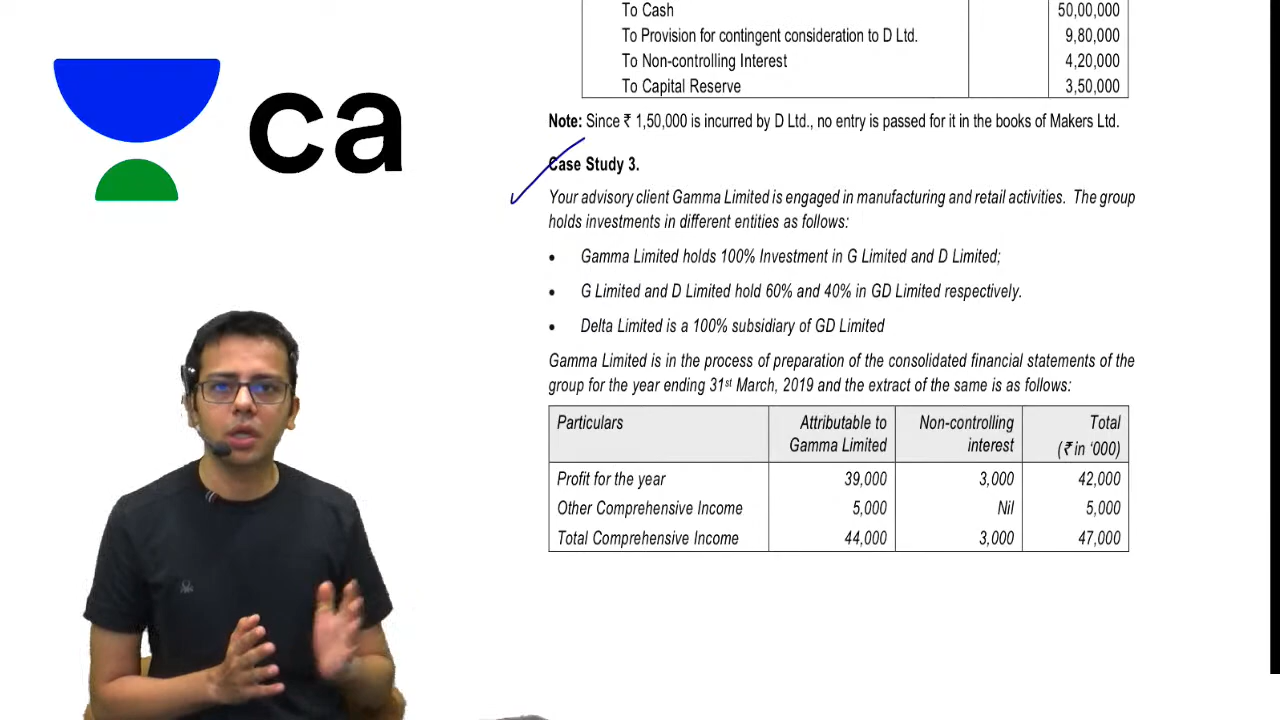 ca
To Cash 50,00,000
To Provision for contingent consideration to D Ltd. 9,80,000
To Non-controlling Interest 4,20,000
To Capital Reserve 3,50,000
Note: Since ₹ 1,50,000 is incurred by D Ltd., no entry is passed for it in the books of Makers Ltd.
Case Study 3.
Your advisory client Gamma Limited is engaged in manufacturing and retail activities. The group
holds investments in different entities as follows:
• Gamma Limited holds 100% Investment in G Limited and D Limited;
• G Limited and D Limited hold 60% and 40% in GD Limited respectively.
• Delta Limited is a 100% subsidiary of GD Limited
Gamma Limited is in the process of preparation of the consolidated financial statements of the
group for the year ending 31st March, 2019 and the extract of the same is as follows:
Particulars Attributable to Non-controlling Total
Gamma Limited interest (₹ in ‘000)
Profit for the year 39,000 3,000 42,000
Other Comprehensive Income 5,000 Nil 5,000
Total Comprehensive Income 44,000 3,000 47,000